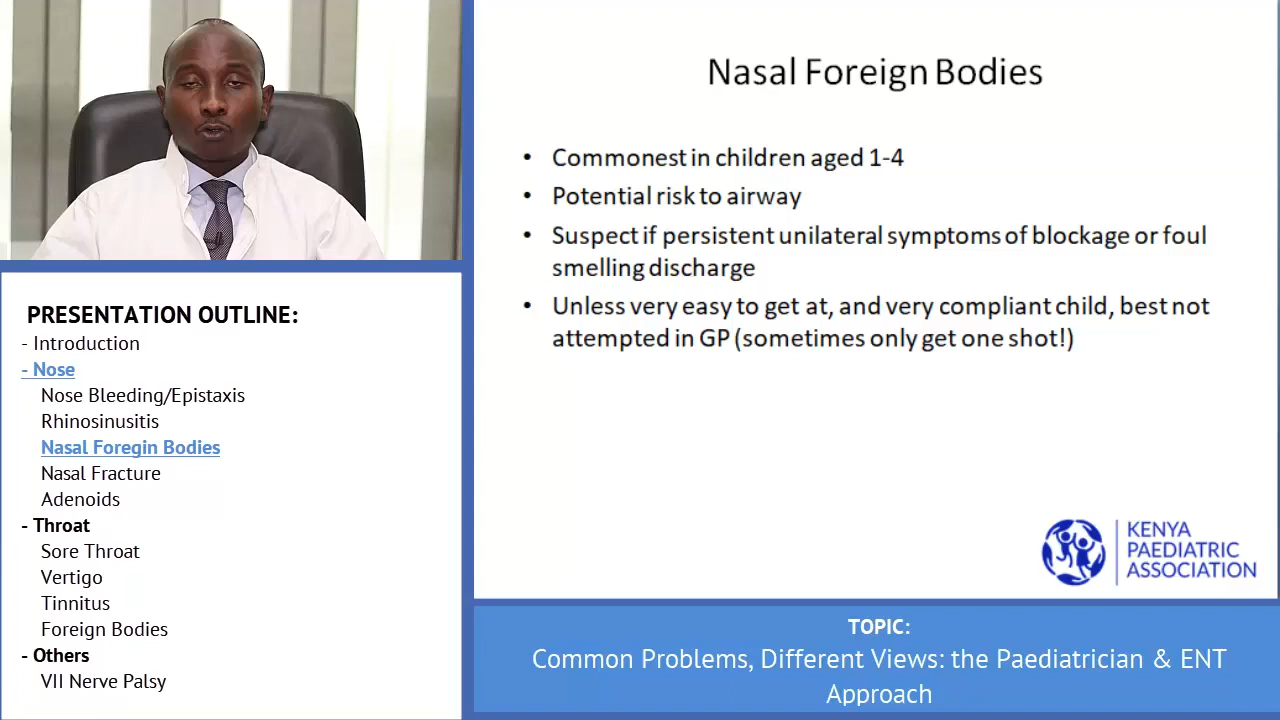 Nasal Foreign Bodies
• Commonest in children aged 1-4
• Potential risk to airway
• Suspect if persistent unilateral symptoms of blockage or foul
smelling discharge
• Unless very easy to get at, and very compliant child, best not
attempted in GP (sometimes only get one shot!)
KENYA
PAEDIATRIC
ASSOCIATION
PRESENTATION OUTLINE:
- Introduction
- Nose
Nose Bleeding/Epistaxis
Rhinosinusitis
Nasal Foregin Bodies
Nasal Fracture
Adenoids
- Throat
Sore Throat
Vertigo
Tinnitus
Foreign Bodies
- Others
VII Nerve Palsy
TOPIC:
Common Problems, Different Views: the Paediatrician & ENT
Approach